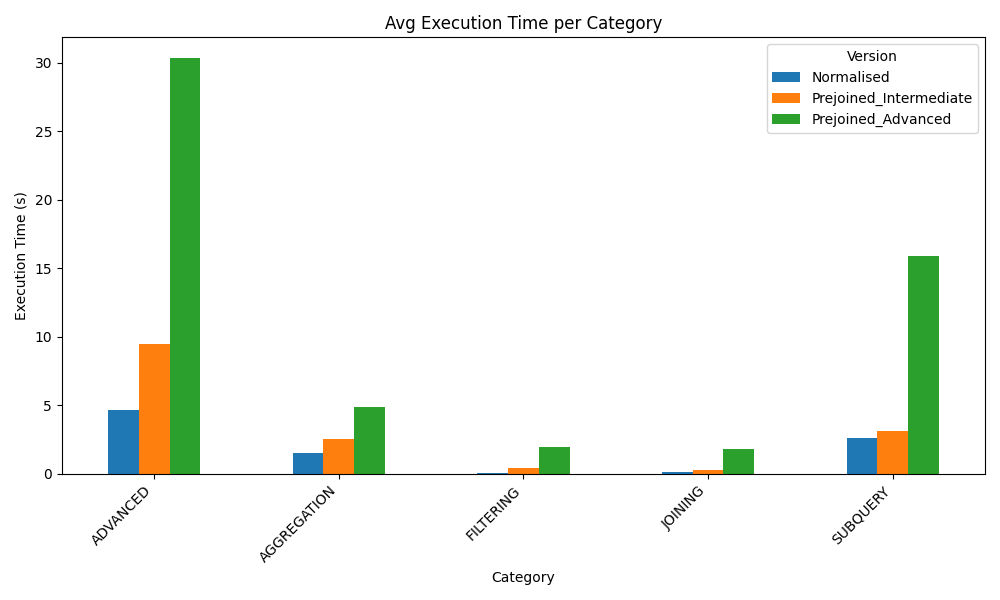 Avg Execution Time per Category
Version
Normalised
Prejoined_Intermediate
Prejoined_Advanced
Execution Time (s)
30
25
20
15
10
5
0
ADVANCED
AGGREGATION
FILTERING
JOINING
SUBQUERY
Category